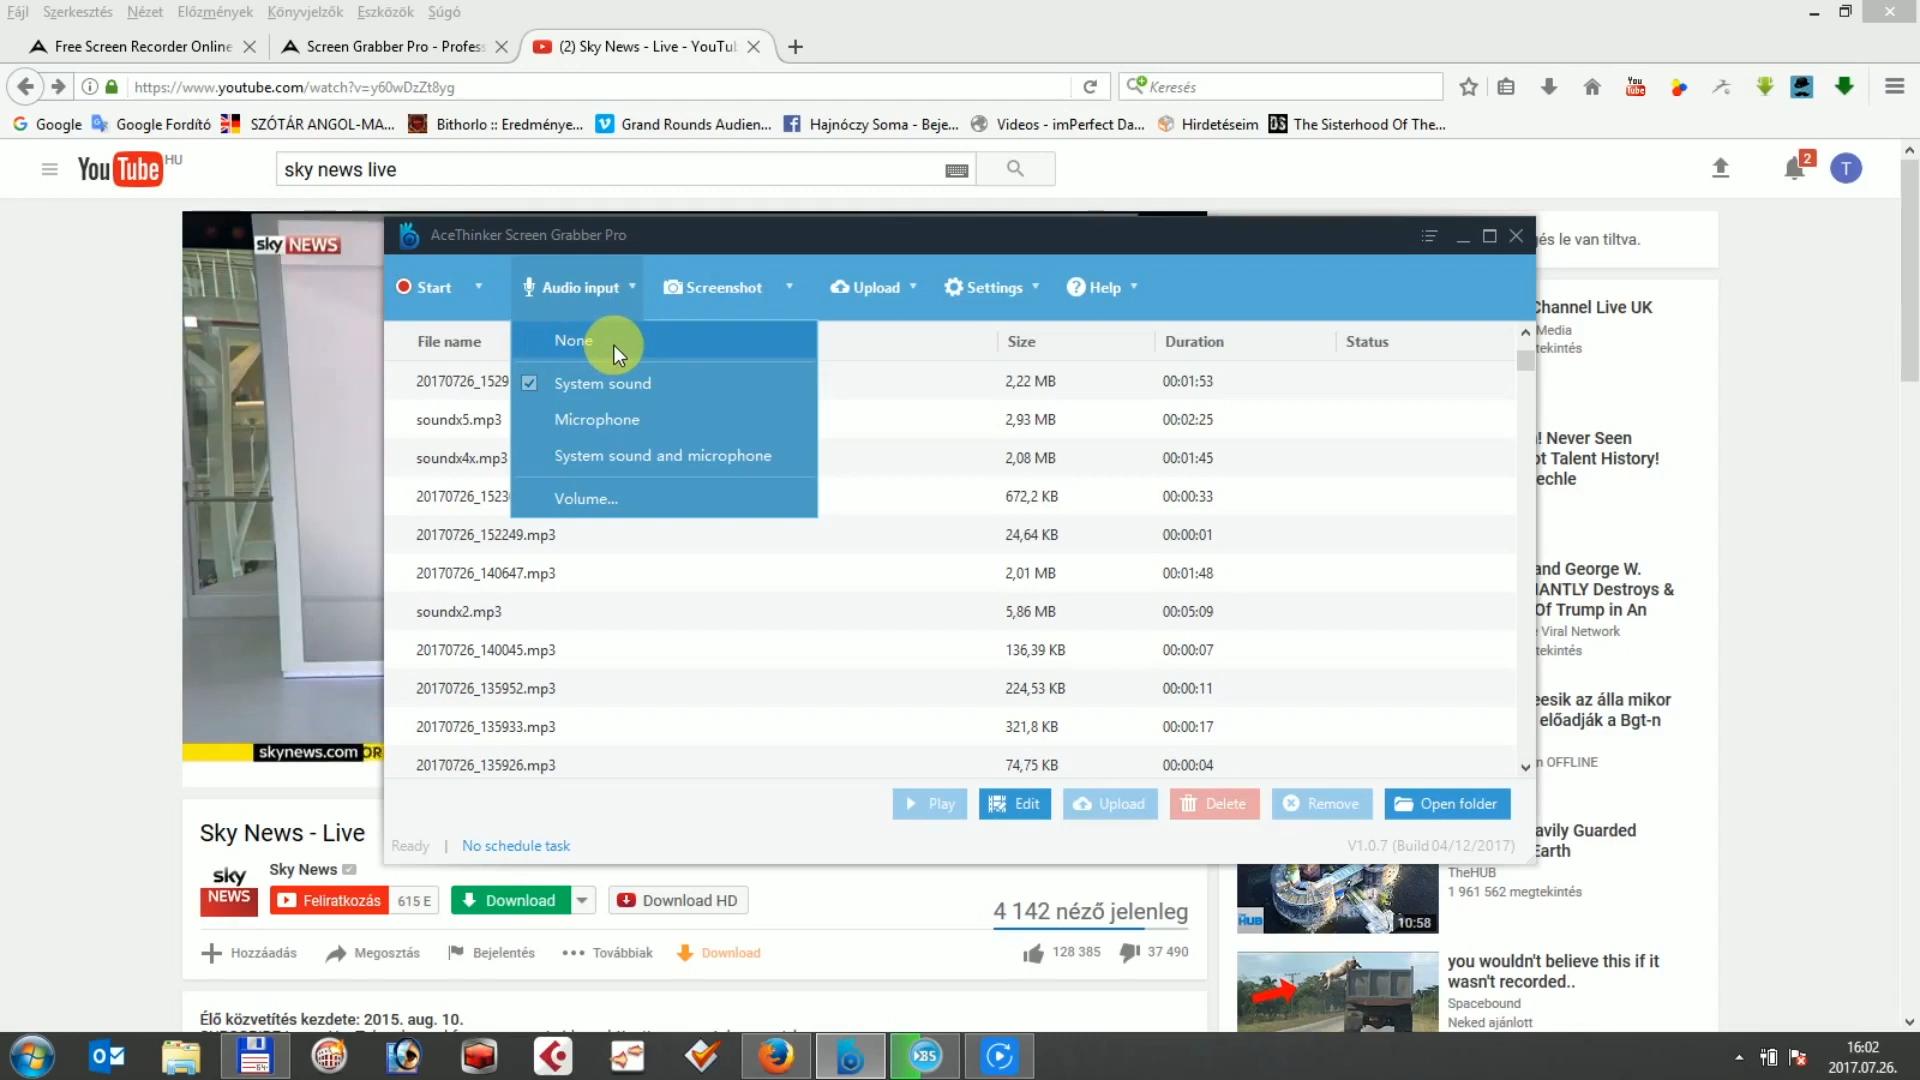 Fájl Szerkesztés Nézet Előzmények Könyvjelzők Eszközök Súgó
Free Screen Recorder Online
Screen Grabber Pro - Profess
(2) Sky News - Live - YouTu
https://www.youtube.com/watch?v=y60wDzZt8yg
Keresés
Google
Google Fordító
SZÓTÁR ANGOL-MA...
Bithorlo :: Eredménye...
Grand Rounds Audien...
Hajnóczy Soma - Beje...
Videos - imPerfect Da...
Hirdetéseim
The Sisterhood Of The...
YouTube HU
sky news live
2
T
sky NEWS
AceThinker Screen Grabber Pro
Start
Audio input
Screenshot
Upload
Settings
Help
None
System sound
Microphone
System sound and microphone
Volume...
File name Size Duration Status
20170726_1529 2,22 MB 00:01:53
soundx5.mp3 2,93 MB 00:02:25
soundx4x.mp3 2,08 MB 00:01:45
20170726_1523 672,2 KB 00:00:33
20170726_152249.mp3 24,64 KB 00:00:01
20170726_140647.mp3 2,01 MB 00:01:48
soundx2.mp3 5,86 MB 00:05:09
20170726_140045.mp3 136,39 KB 00:00:07
20170726_135952.mp3 224,53 KB 00:00:11
20170726_135933.mp3 321,8 KB 00:00:17
20170726_135926.mp3 74,75 KB 00:00:04
Play Edit Upload Delete Remove Open folder
Ready | No schedule task V1.0.7 (Build 04/12/2017)
skynews.com OR
Sky News - Live
sky NEWS
Sky News
Feliratkozás 615 E
Download
Download HD
4 142 néző jelenleg
Hozzáadás Megosztás Bejelentés Továbbiak Download
128 385 37 490
Élő közvetítés kezdete: 2015. aug. 10.
és le van tiltva.
Channel Live UK
Media
tekintés
! Never Seen
ot Talent History!
echle
and George W.
IANTLY Destroys &
Of Trump in An
e Viral Network
tekintés
eesik az álla mikor
előadják a Bgt-n
n OFFLINE
avily Guarded
Earth
TheHUB
1 961 562 megtekintés
HUB
10:58
you wouldn't believe this if it
wasn't recorded..
Spacebound
Neked ajánlott
16:02
2017.07.26.